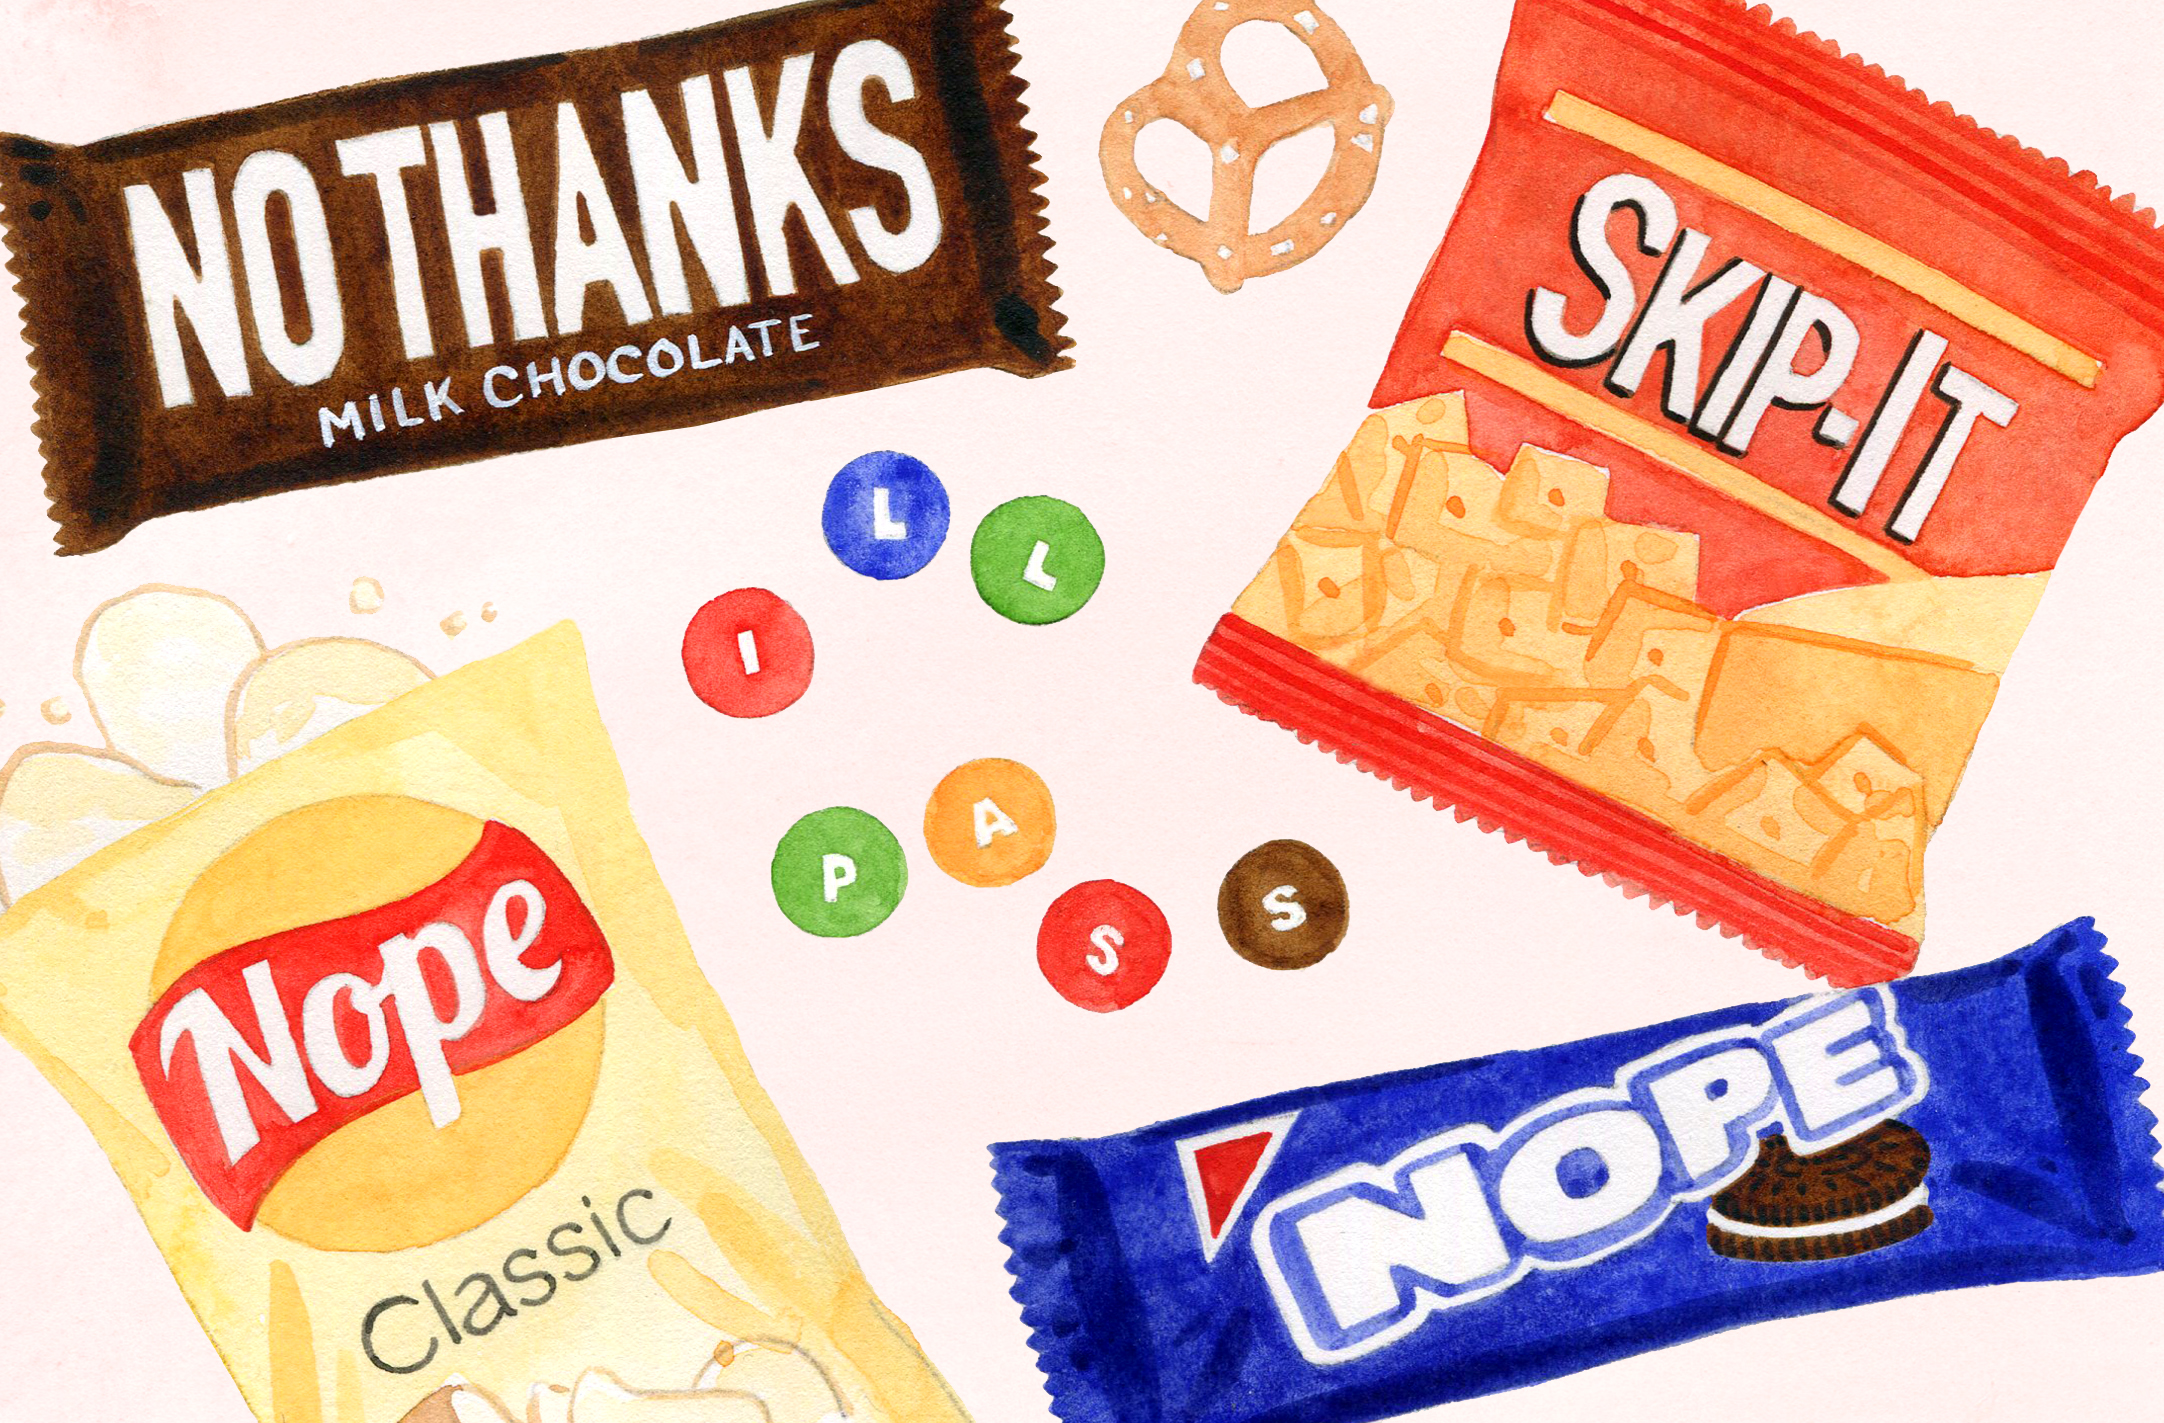 NO THANKS
MILK CHOCOLATE
SKIP-IT
I L L
P A S S
Nope
Classic
NOPE